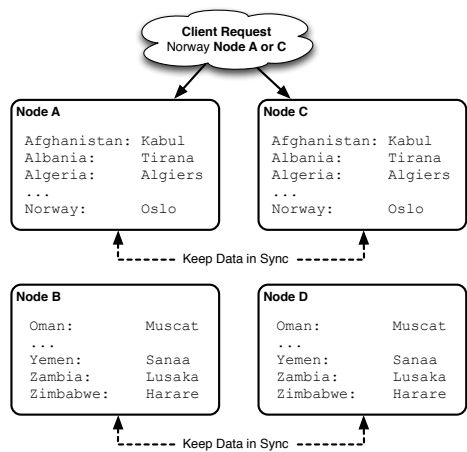 Client Request
Norway Node A or C
Node A
Afghanistan: Kabul
Albania: Tirana
Algeria: Algiers
...
Norway: Oslo
Node C
Afghanistan: Kabul
Albania: Tirana
Algeria: Algiers
...
Norway: Oslo
Keep Data in Sync
Node B
Oman: Muscat
...
Yemen: Sanaa
Zambia: Lusaka
Zimbabwe: Harare
Node D
Oman: Muscat
...
Yemen: Sanaa
Zambia: Lusaka
Zimbabwe: Harare
Keep Data in Sync